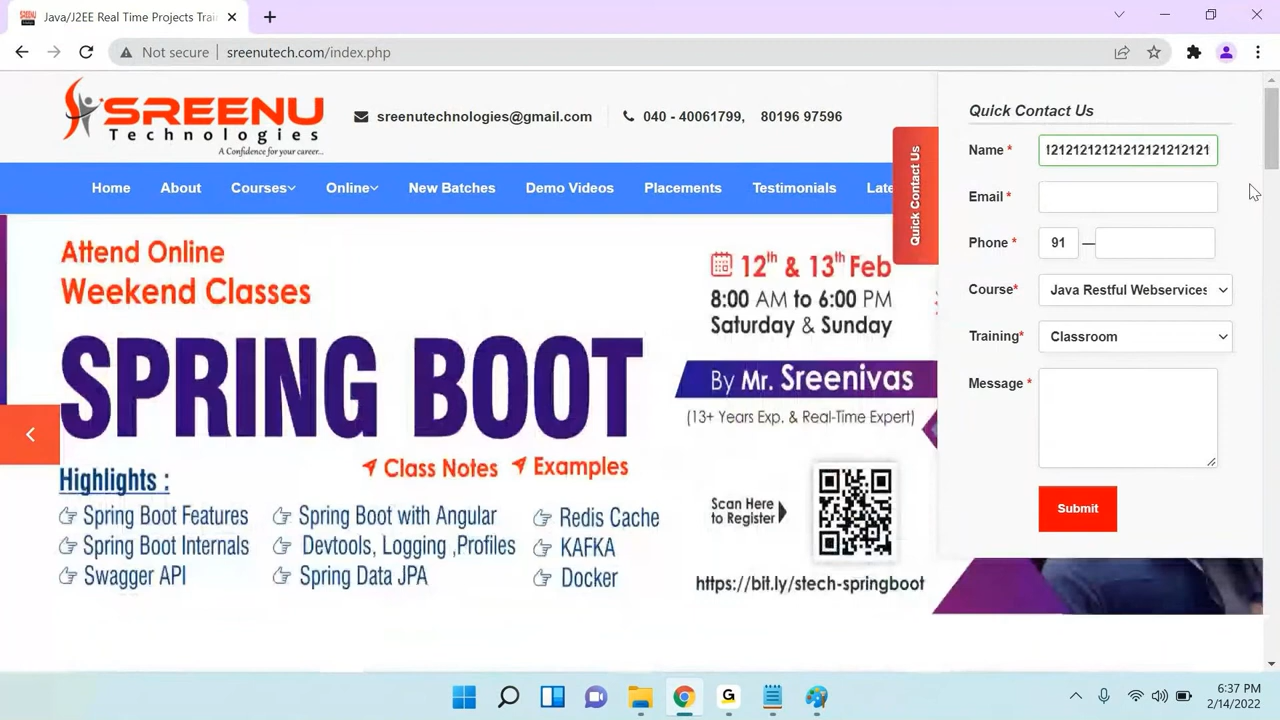 SREENU
Java/J2EE Real Time Projects Trai
Not secure
sreenutech.com/index.php
SREENU
Technologies
A Confidence for your career...
sreenutechnologies@gmail.com
040 - 40061799,
80196 97596
Home
About
Courses
Online
New Batches
Demo Videos
Placements
Testimonials
Late
Attend Online
Weekend Classes
SPRING BOOT
Class Notes
Examples
Highlights :
Spring Boot Features
Spring Boot with Angular
Redis Cache
Spring Boot Internals
Devtools, Logging ,Profiles
KAFKA
Swagger API
Spring Data JPA
Docker
12th & 13th Feb
8:00 AM to 6:00 PM
Saturday & Sunday
By Mr. Sreenivas
(13+ Years Exp. & Real-Time Expert)
Scan Here
to Register
https://bit.ly/stech-springboot
Quick Contact Us
Quick Contact Us
Name *
Email *
Phone *
91 —
Course*
Java Restful Webservices
Training*
Classroom
Message *
Submit
G
6:37 PM
2/14/2022